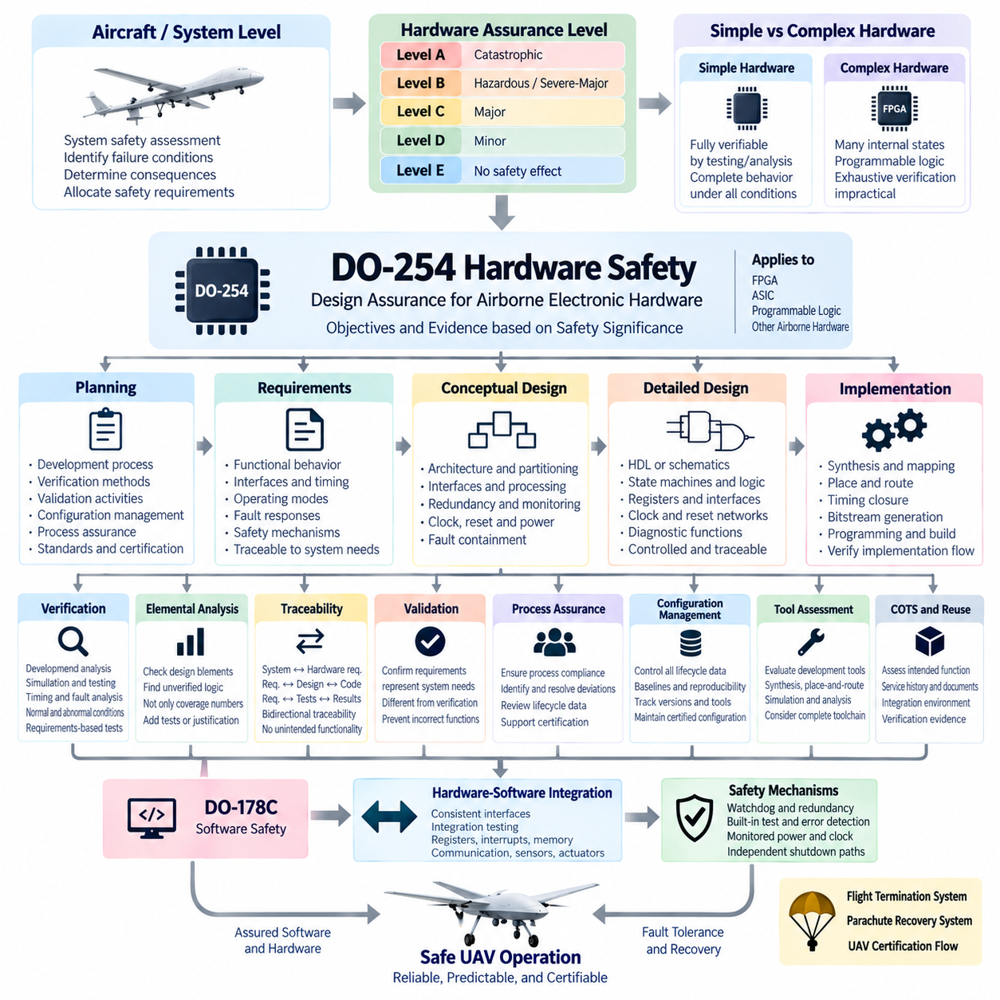 Aircraft / System Level
System safety assessment
Identify failure conditions
Determine consequences
Allocate safety requirements
Hardware Assurance Level
Level A Catastrophic
Level B Hazardous / Severe-Major
Level C Major
Level D Minor
Level E No safety effect
Simple vs Complex Hardware
Simple Hardware
Fully verifiable
by testing/analysis
Complete behavior
under all conditions
Complex Hardware
FPGA
Many internal states
Programmable logic
Exhaustive verification
impractical
DO-254
DO-254 Hardware Safety
Design Assurance for Airborne Electronic Hardware
Objectives and Evidence based on Safety Significance
Applies to
FPGA
ASIC
Programmable Logic
Other Airborne Hardware
Planning
• Development process
• Verification methods
• Validation activities
• Configuration management
• Process assurance
• Standards and certification
Requirements
• Functional behavior
• Interfaces and timing
• Operating modes
• Fault responses
• Safety mechanisms
• Traceable to system needs
Conceptual Design
• Architecture and partitioning
• Interfaces and processing
• Redundancy and monitoring
• Clock, reset and power
• Fault containment
Detailed Design
• HDL or schematics
• State machines and logic
• Registers and interfaces
• Clock and reset networks
• Diagnostic functions
• Controlled and traceable
Implementation
• Synthesis and mapping
• Place and route
• Timing closure
• Bitstream generation
• Programming and build
• Verify implementation flow
Verification
Developmend analysis
Simullation and testing
Timing and fault analysis
Normal and abnormal conditions
Requirements-based tests
Elemental Analysis
Check design blements
Find unverified logic
Not only coverage numbers
Add tests or justification
Traceability
System ↔ Hardware req.
Req. ↔ Design ↔ Code
Req. ↔ Tests ↔ Results
Bidirectional traceability
No unintended functionality
Validation
Confirm requirements
represent system needs
Different from verification
Prevent incorrect functions
Process Assurance
Ensure process compliance
Identify and resolve deviations
Review lifecycle data
Support certification
Configuration
Management
Control all lifecycle data
Baselines and reproducibility
Track versions and tools
Maintain certified configuration
Tool Assessment
Evaluate development tools
Synthesis, place-and-route
Simulation and analysis
Consider complete toolchain
COTS and Reuse
Assess intended function
Service history and documents
Integration environment
Verification evidence
</>
DO-178C
Software Safety
Hardware-Software Integration
Consistent interfaces
Integration testing
Registers, interrupts, memory
Communication, sensors, actuators
Safety Mechanisms
Watchdog and redundancy
Built-in test and error detection
Monitored power and clock
Independent shutdown paths
Assured Software
and Hardware
Safe UAV Operation
Reliable, Predictable, and Certifiable
Fault Tolerance
and Recovery
Flight Termination System
Parachute Recovery System
UAV Certification Flow